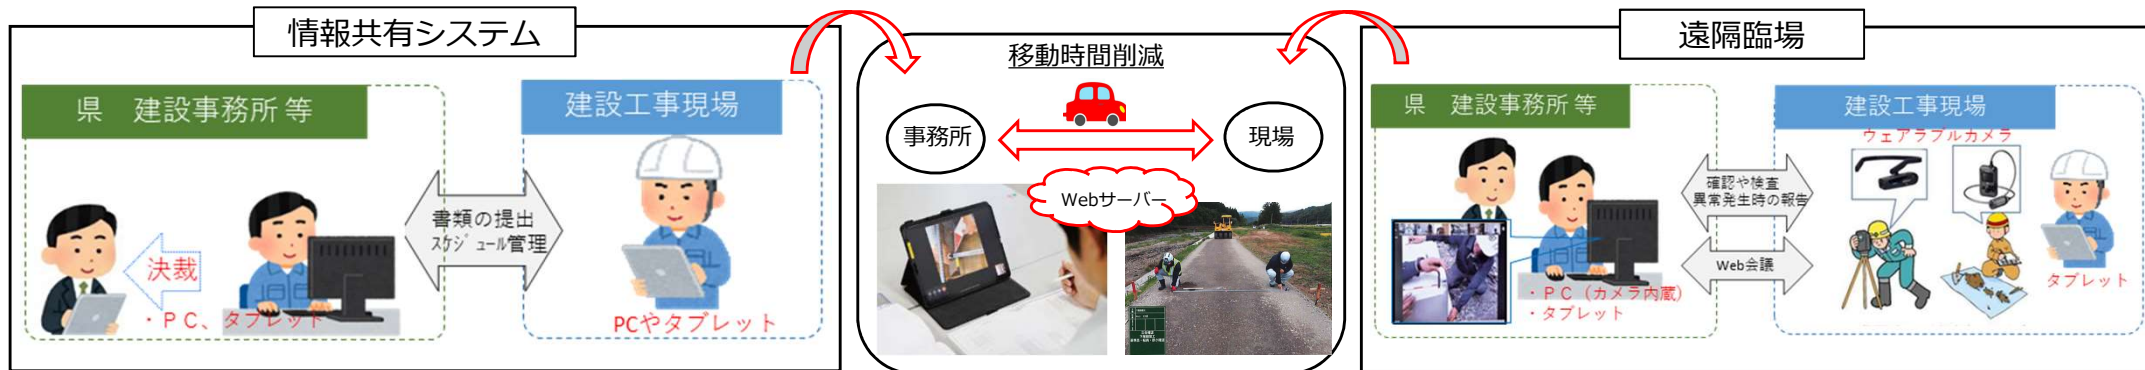 情報共有システム
県　建設事務所 等
建設工事現場
書類の提出
スケジュール管理
決裁
・ＰＣ、タブレット
PCやタブレット
移動時間削減
事務所
現場
Webサーバー
遠隔臨場
県　建設事務所 等
建設工事現場
ウェアラブルカメラ
確認や検査
異常発生時の報告
Web会議
・ＰＣ（カメラ内蔵）
・タブレット
タブレット